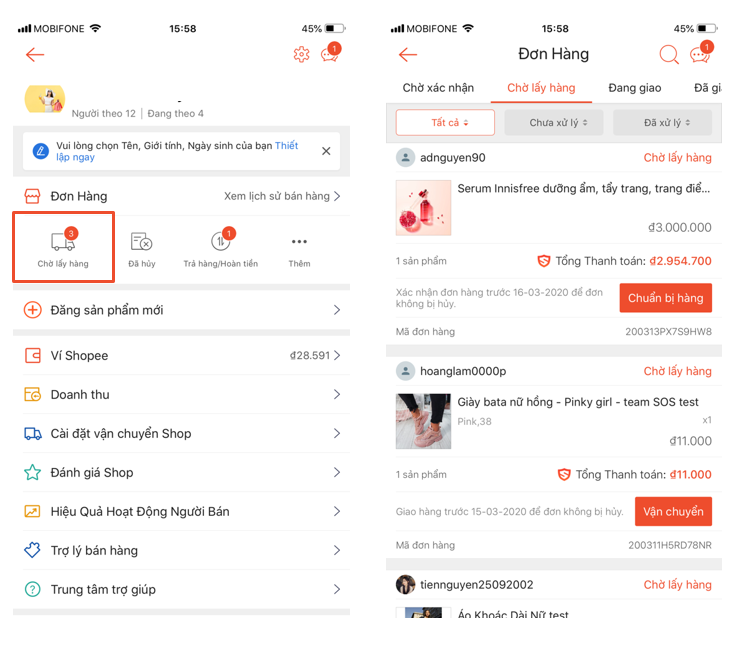 MOBIFONE
15:58
45%
1
-
Người theo 12 | Đang theo 4
Vui lòng chọn Tên, Giới tính, Ngày sinh của bạn Thiết
lập ngay
Đơn Hàng
Xem lịch sử bán hàng
3
1
Chờ lấy hàng
Đã hủy
Trả hàng/Hoàn tiền
Thêm
Đăng sản phẩm mới
Ví Shopee
₫28.591
Doanh thu
Cài đặt vận chuyển Shop
Đánh giá Shop
Hiệu Quả Hoạt Động Người Bán
Trợ lý bán hàng
Trung tâm trợ giúp
MOBIFONE
15:58
45%
Đơn Hàng
1
Chờ xác nhận
Chờ lấy hàng
Đang giao
Đã gi
Tất cả
Chưa xử lý
Đã xử lý
adnguyen90
Chờ lấy hàng
Serum Innisfree dưỡng ẩm, tẩy trang, trang điể...
₫3.000.000
1 sản phẩm
Tổng Thanh toán: ₫2.954.700
Xác nhận đơn hàng trước 16-03-2020 để đơn
không bị hủy.
Chuẩn bị hàng
Mã đơn hàng
200313PX7S9HW8
hoanglam0000p
Chờ lấy hàng
Giày bata nữ hồng - Pinky girl - team SOS test
Pink,38
x1
₫11.000
1 sản phẩm
Tổng Thanh toán: ₫11.000
Giao hàng trước 15-03-2020 để đơn không bị hủy.
Vận chuyển
Mã đơn hàng
200311H5RD78NR
tiennguyen25092002
Chờ lấy hàng
Áo Khoác Dài Nữ test